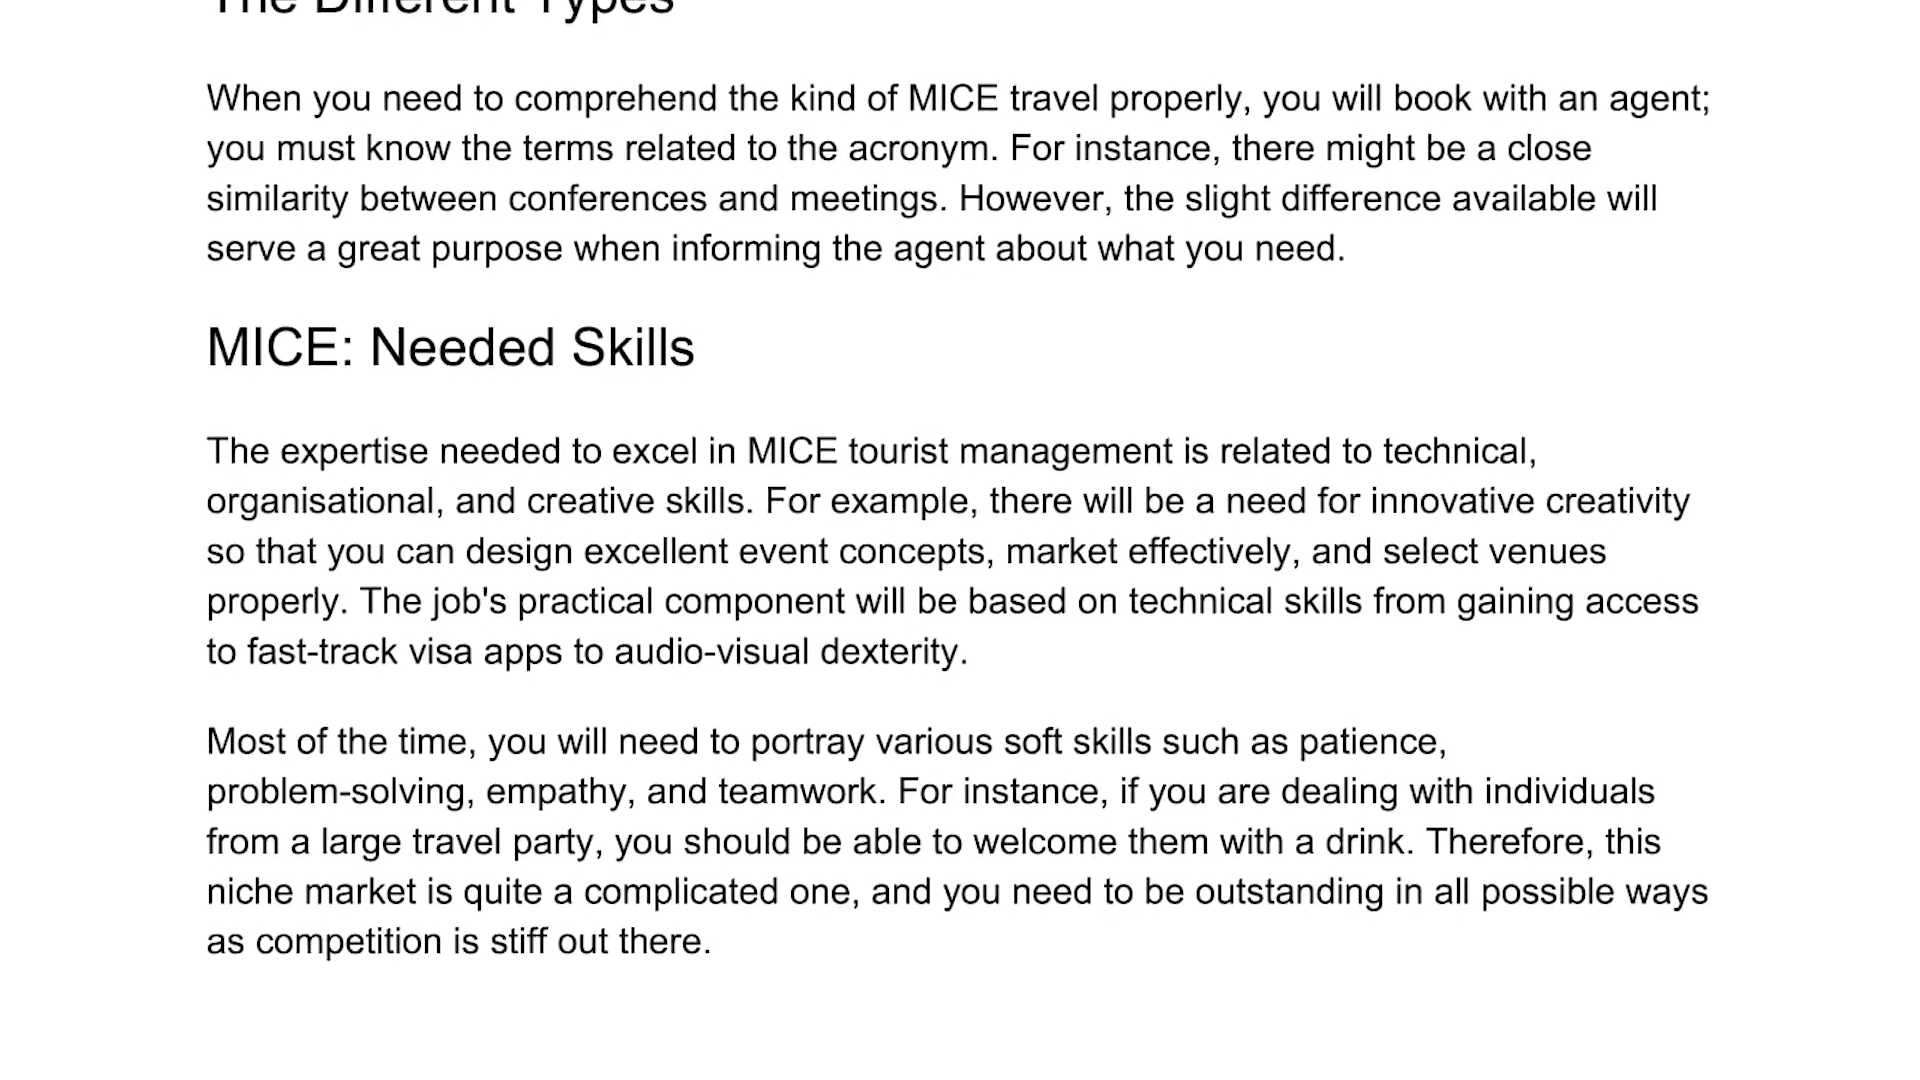 The Different Types
When you need to comprehend the kind of MICE travel properly, you will book with an agent;
you must know the terms related to the acronym. For instance, there might be a close
similarity between conferences and meetings. However, the slight difference available will
serve a great purpose when informing the agent about what you need.
MICE: Needed Skills
The expertise needed to excel in MICE tourist management is related to technical,
organisational, and creative skills. For example, there will be a need for innovative creativity
so that you can design excellent event concepts, market effectively, and select venues
properly. The job's practical component will be based on technical skills from gaining access
to fast-track visa apps to audio-visual dexterity.
Most of the time, you will need to portray various soft skills such as patience,
problem-solving, empathy, and teamwork. For instance, if you are dealing with individuals
from a large travel party, you should be able to welcome them with a drink. Therefore, this
niche market is quite a complicated one, and you need to be outstanding in all possible ways
as competition is stiff out there.